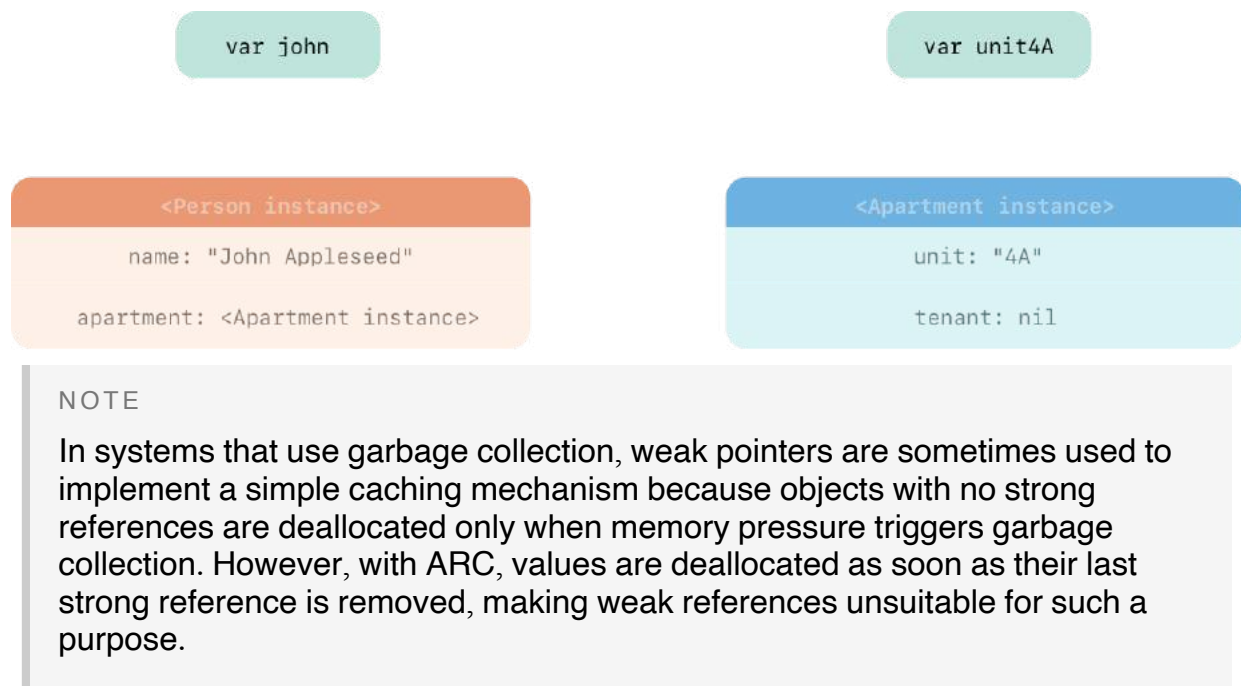 var john
var unit4A
<Person instance>
<Apartment instance>
name: "John Appleseed"
unit: "4A"
apartment: <Apartment instance>
tenant: nil
NOTE
In systems that use garbage collection, weak pointers are sometimes used to
implement a simple caching mechanism because objects with no strong
references are deallocated only when memory pressure triggers garbage
collection. However, with ARC, values are deallocated as soon as their last
strong reference is removed, making weak references unsuitable for such a
purpose.